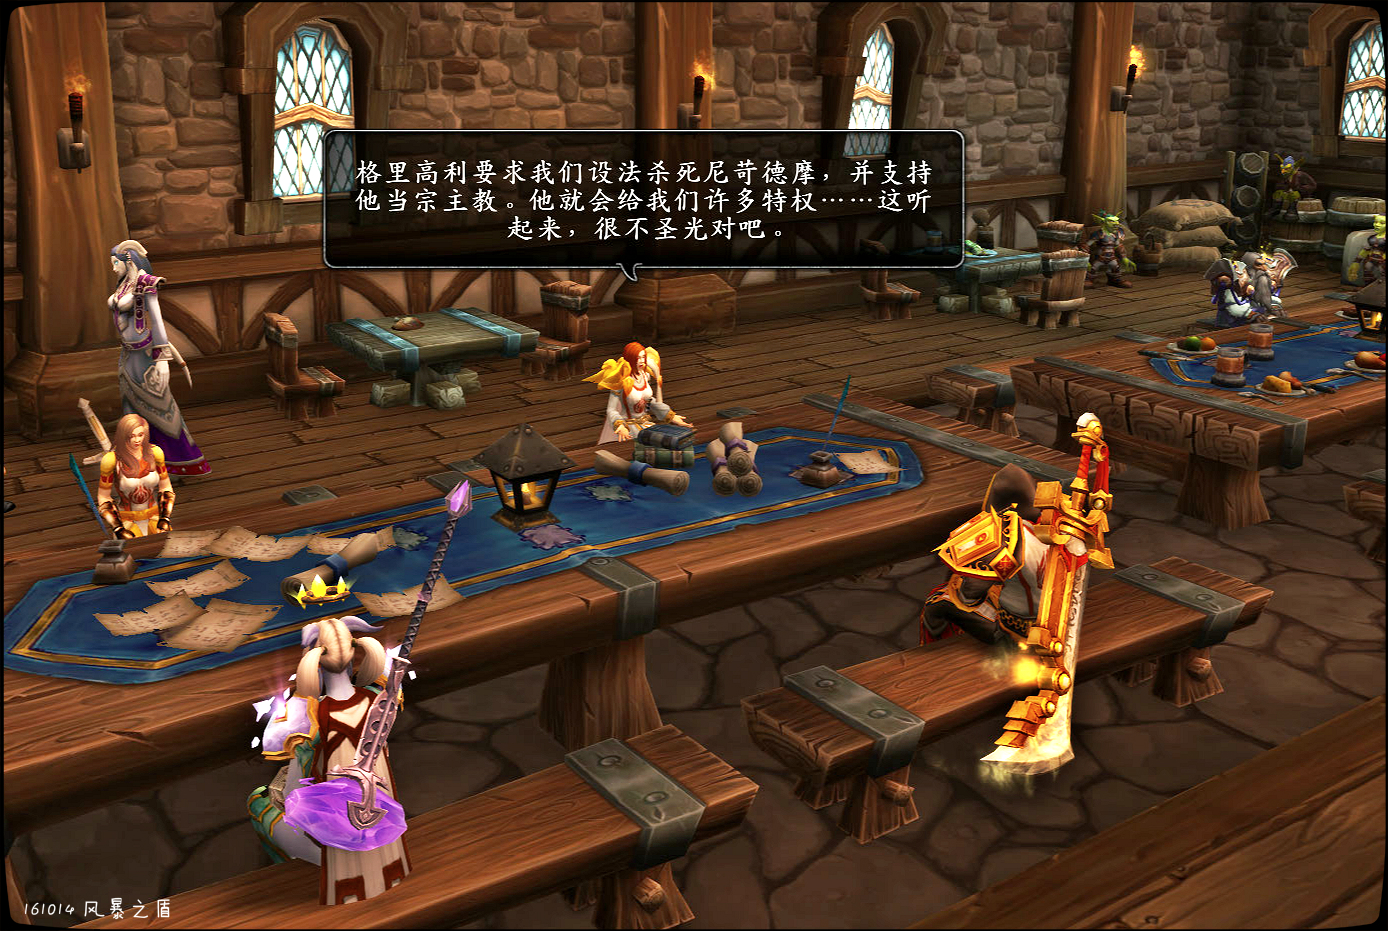 格里高利要求我们设法杀死尼苛德摩，并支持
他当宗主教。他就会给我们许多特权……这听
起来，很不圣光对吧。
161014 风暴之盾